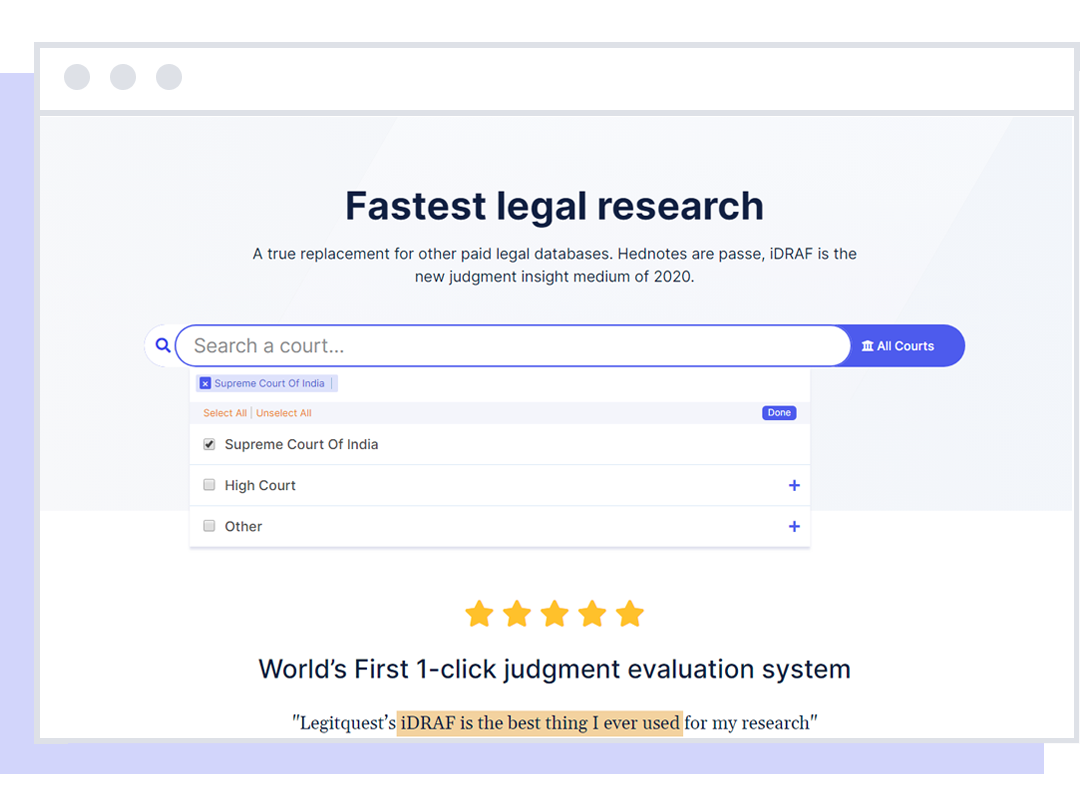 Fastest legal research
A true replacement for other paid legal databases. Hednotes are passe, iDRAF is the
new judgment insight medium of 2020.
Search a court...
All Courts
Supreme Court Of India
Select All | Unselect All
Done
Supreme Court Of India
High Court
Other
World's First 1-click judgment evaluation system
"Legitquest's iDRAF is the best thing I ever used for my research"